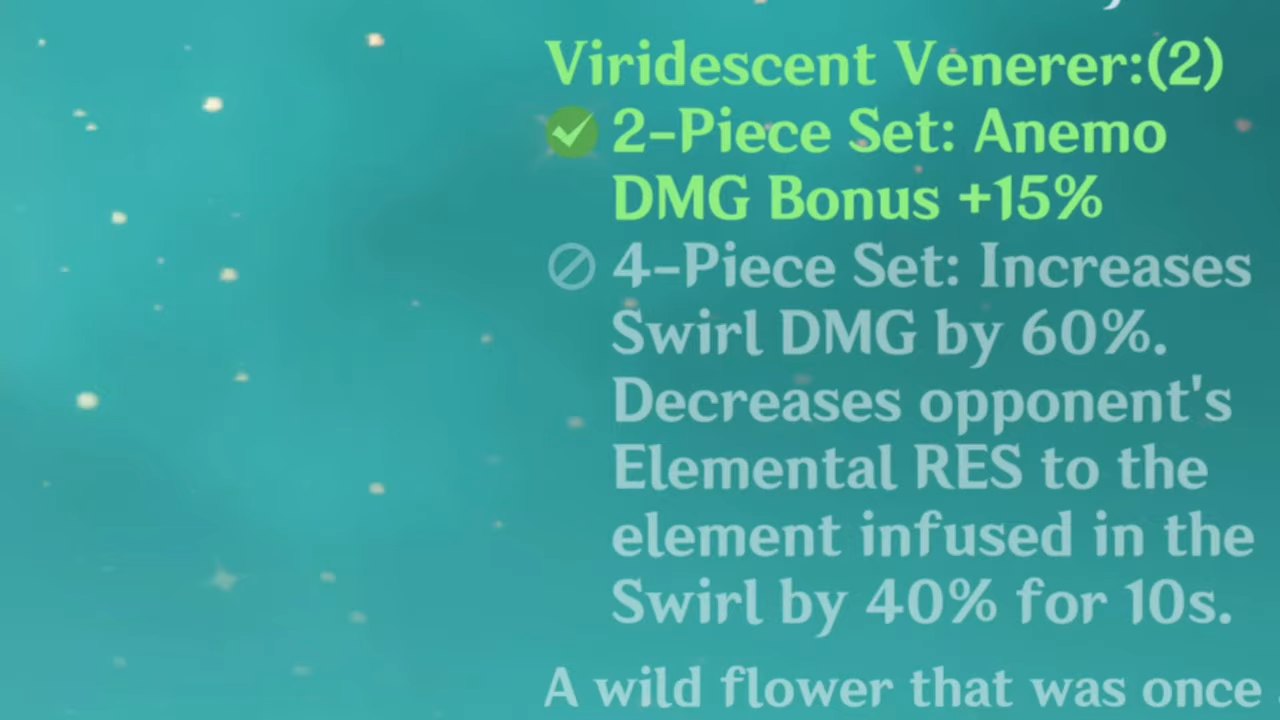 Viridescent Venerer:(2)
2-Piece Set: Anemo
DMG Bonus +15%
4-Piece Set: Increases
Swirl DMG by 60%.
Decreases opponent's
Elemental RES to the
element infused in the
Swirl by 40% for 10s.
A wild flower that was once